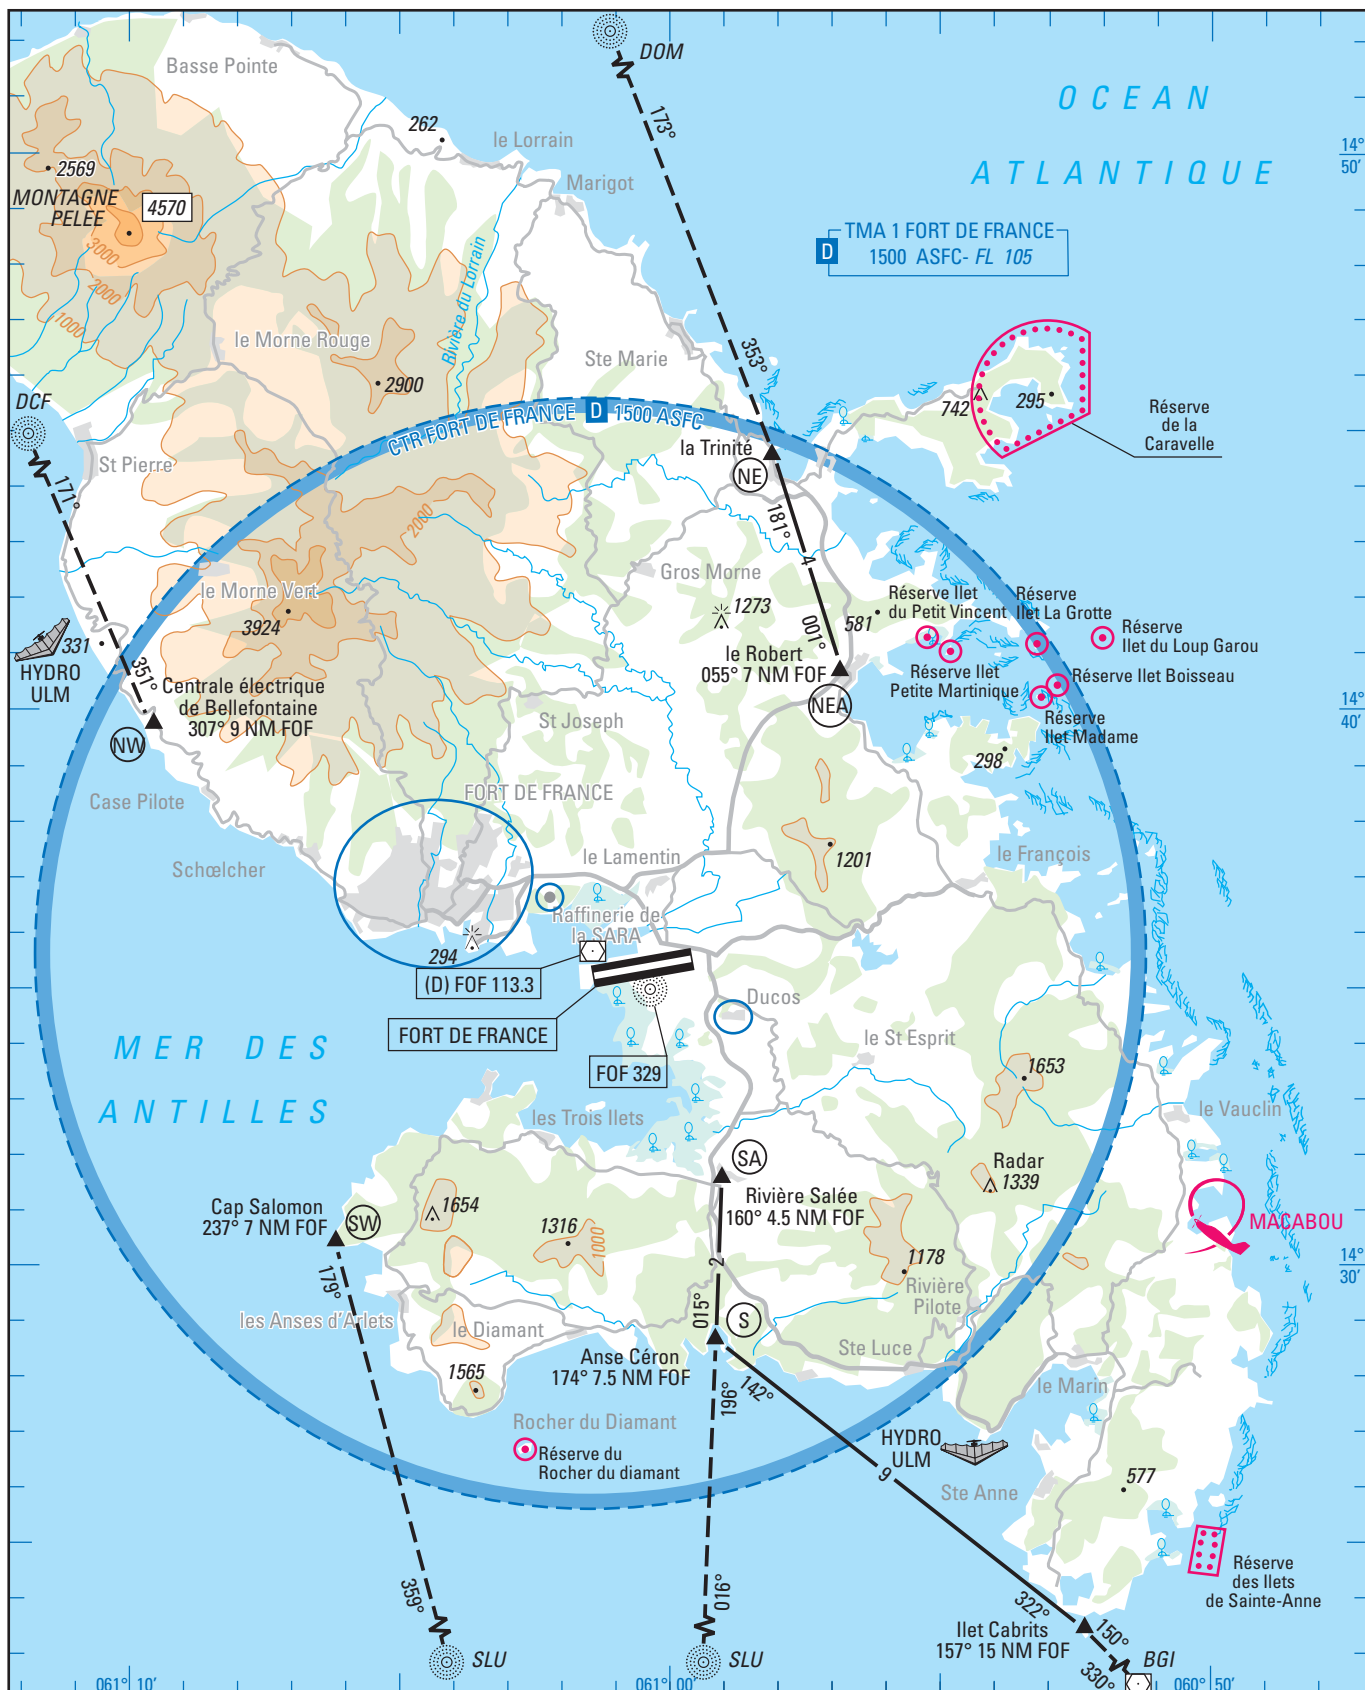 DOM
Basse Pointe
OCEAN
ATLANTIQUE
173°
262
le Lorrain
14°
50'
2569
MONTAGNE
PELEE
4570
Marigot
TMA 1 FORT DE FRANCE
D
1500 ASFC- FL 105
3000
2000
1000
Rivière du Lorrain
le Morne Rouge
Ste Marie
353°
2900
DCF
742
295
Réserve
de la
Caravelle
CTR FORT DE FRANCE D 1500 ASFC
la Trinité
NE
St Pierre
171°
2000
181°
4
001°
Gros Morne
le Morne Vert
3924
1273
581
Réserve Ilet
du Petit Vincent
Réserve
Ilet La Grotte
Réserve
Ilet du Loup Garou
331
HYDRO
ULM
351°
le Robert
055° 7 NM FOF
Réserve Ilet
Petite Martinique
Réserve Ilet Boisseau
Centrale électrique
de Bellefontaine
307° 9 NM FOF
NEA
Réserve
Ilet Madame
14°
40'
NW
St Joseph
298
Case Pilote
FORT DE FRANCE
Schœlcher
le Lamentin
1201
le François
Raffinerie de
la SARA
294
(D) FOF 113.3
FORT DE FRANCE
Ducos
FOF 329
MER DES
ANTILLES
le St Esprit
1653
les Trois Ilets
le Vauclin
SA
Radar
1339
Rivière Salée
160° 4.5 NM FOF
Cap Salomon
237° 7 NM FOF
SW
1654
1316
1000
MACABOU
179°
2
1178
14°
30'
Rivière
Pilote
les Anses d'Arlets
le Diamant
015°
S
Ste Luce
Anse Céron
174° 7.5 NM FOF
1565
196°
142°
le Marin
Rocher du Diamant
Réserve du
Rocher du diamant
HYDRO
ULM
9
Ste Anne
577
Réserve
des Ilets
de Sainte-Anne
359°
016°
322°
Ilet Cabrits
157° 15 NM FOF
150°
330°
BGI
SLU
SLU
061° 10'
061° 00'
060° 50'